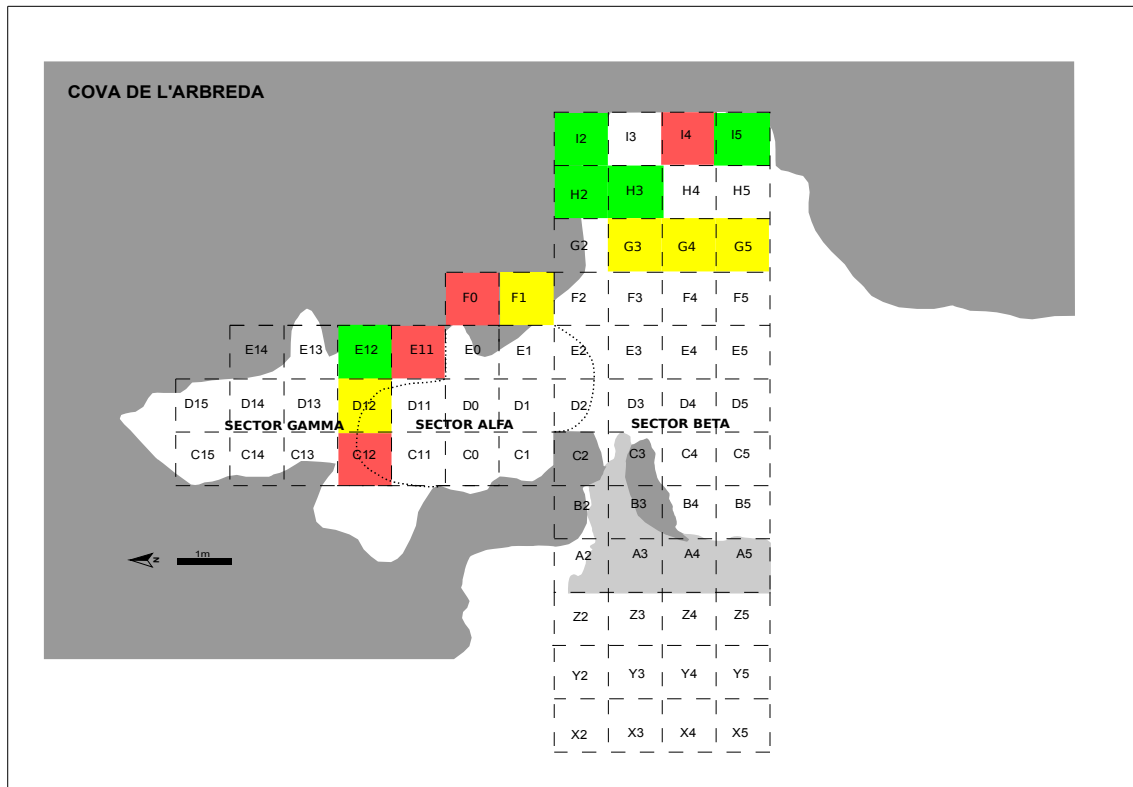 COVA DE L'ARBREDA
I2 I3 I4 I5
H2 H3 H4 H5
G2 G3 G4 G5
F0 F1 F2 F3 F4 F5
E14 E13 E12 E11 E0 E1 E2 E3 E4 E5
D15 D14 D13 D12 D11 D0 D1 D2 D3 D4 D5
SECTOR GAMMA SECTOR ALFA SECTOR BETA
C15 C14 C13 C12 C11 C0 C1 C2 C3 C4 C5
B2 B3 B4 B5
N 1m A2 A3 A4 A5
Z2 Z3 Z4 Z5
Y2 Y3 Y4 Y5
X2 X3 X4 X5